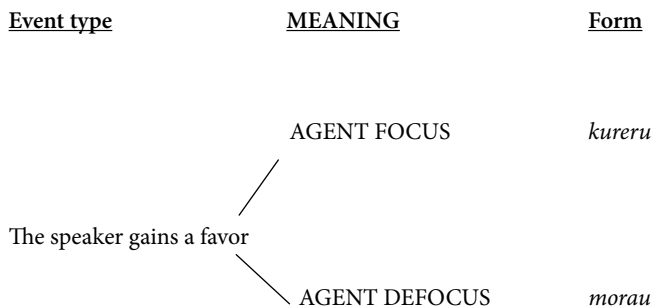 Event type MEANING Form
AGENT FOCUS kureru
The speaker gains a favor
AGENT DEFOCUS morau